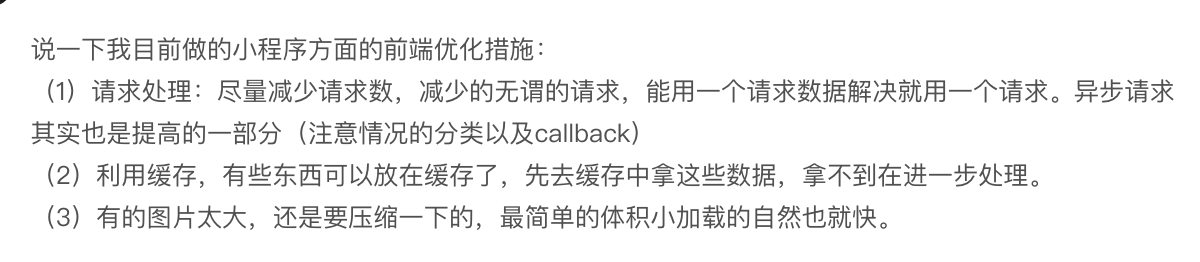 说一下我目前做的小程序方面的前端优化措施：
（1）请求处理：尽量减少请求数，减少的无谓的请求，能用一个请求数据解决就用一个请求。异步请求
其实也是提高的一部分（注意情况的分类以及callback）
（2）利用缓存，有些东西可以放在缓存了，先去缓存中拿这些数据，拿不到在进一步处理。
（3）有的图片太大，还是要压缩一下的，最简单的体积小加载的自然也就快。